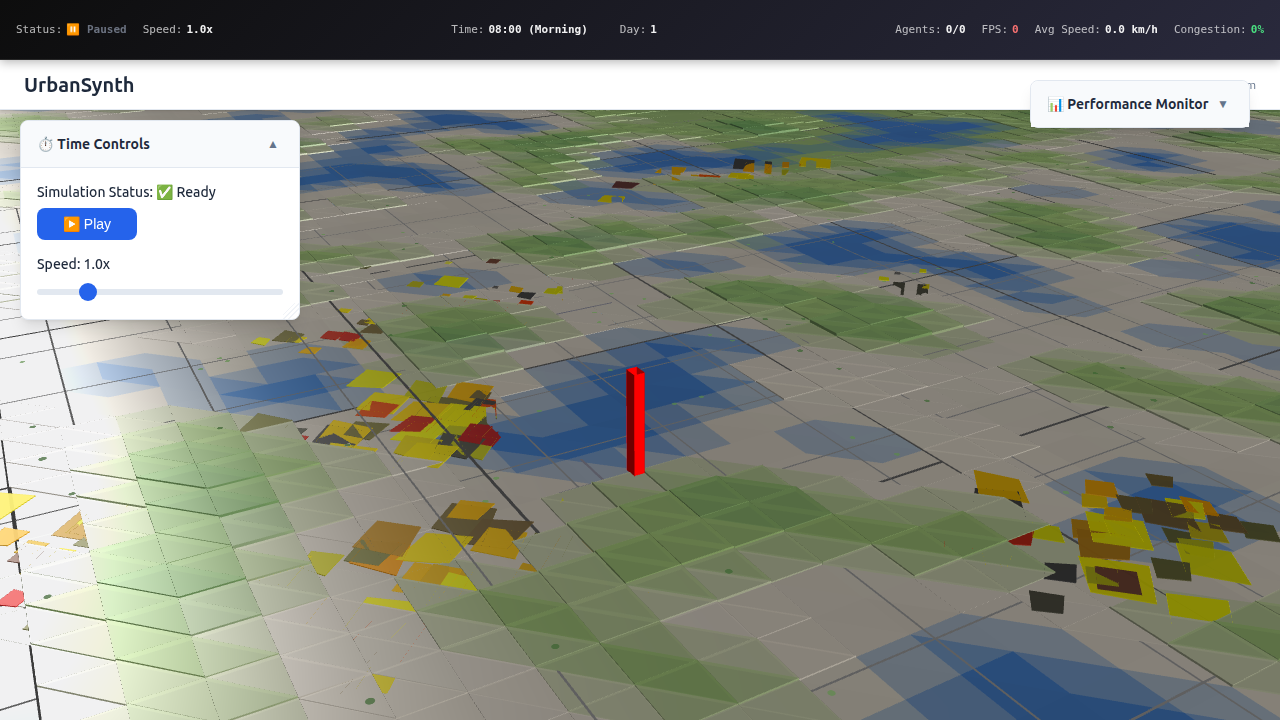 Status: ⏸️ Paused Speed: 1.0x Time: 08:00 (Morning) Day: 1 Agents: 0/0 FPS: 0 Avg Speed: 0.0 km/h Congestion: 0%
UrbanSynth
📊 Performance Monitor ▼
⏱️ Time Controls ▲
Simulation Status: ✅ Ready
▶️ Play
Speed: 1.0x